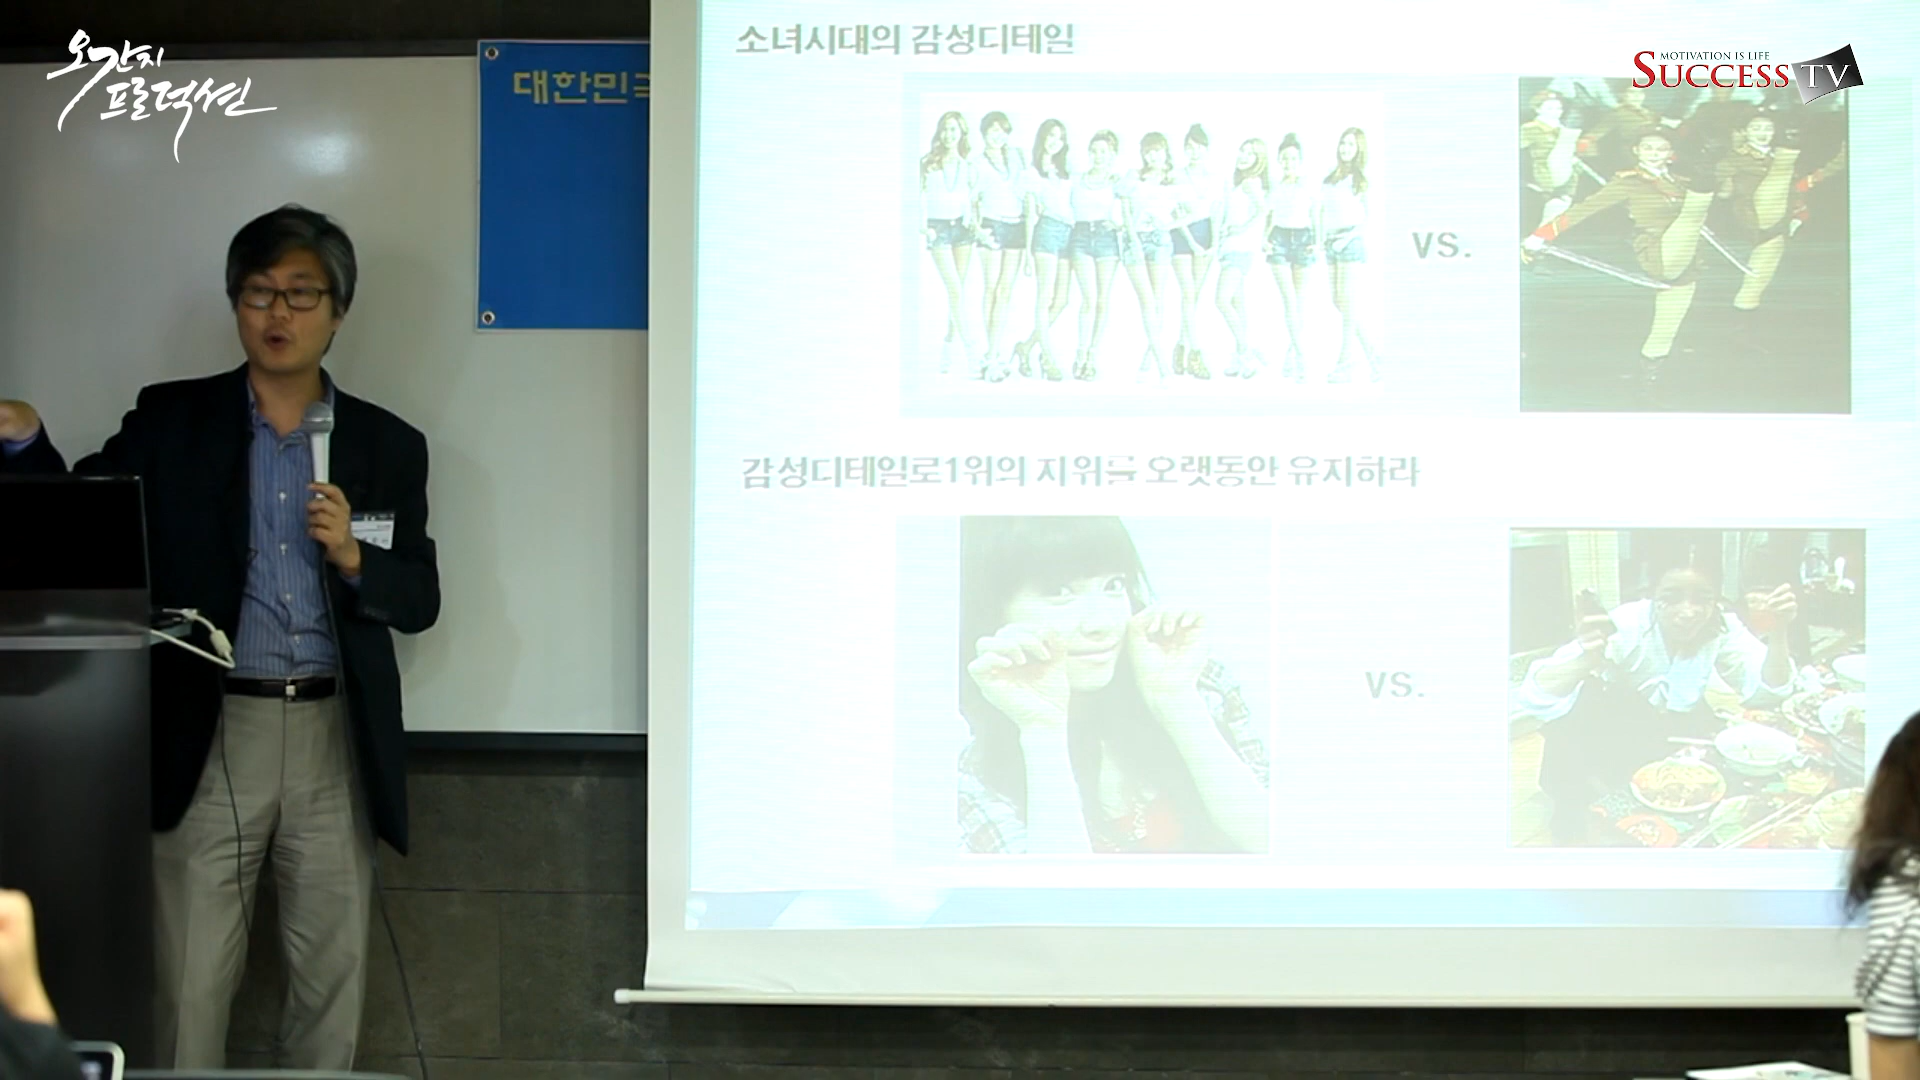 오간지
프로덕션
대한민국
소녀시대의 감성디테일
MOTIVATION IS LIFE
SUCCESS TV
vs.
감성디테일로1위의 지위를 오랫동안 유지하라
vs.